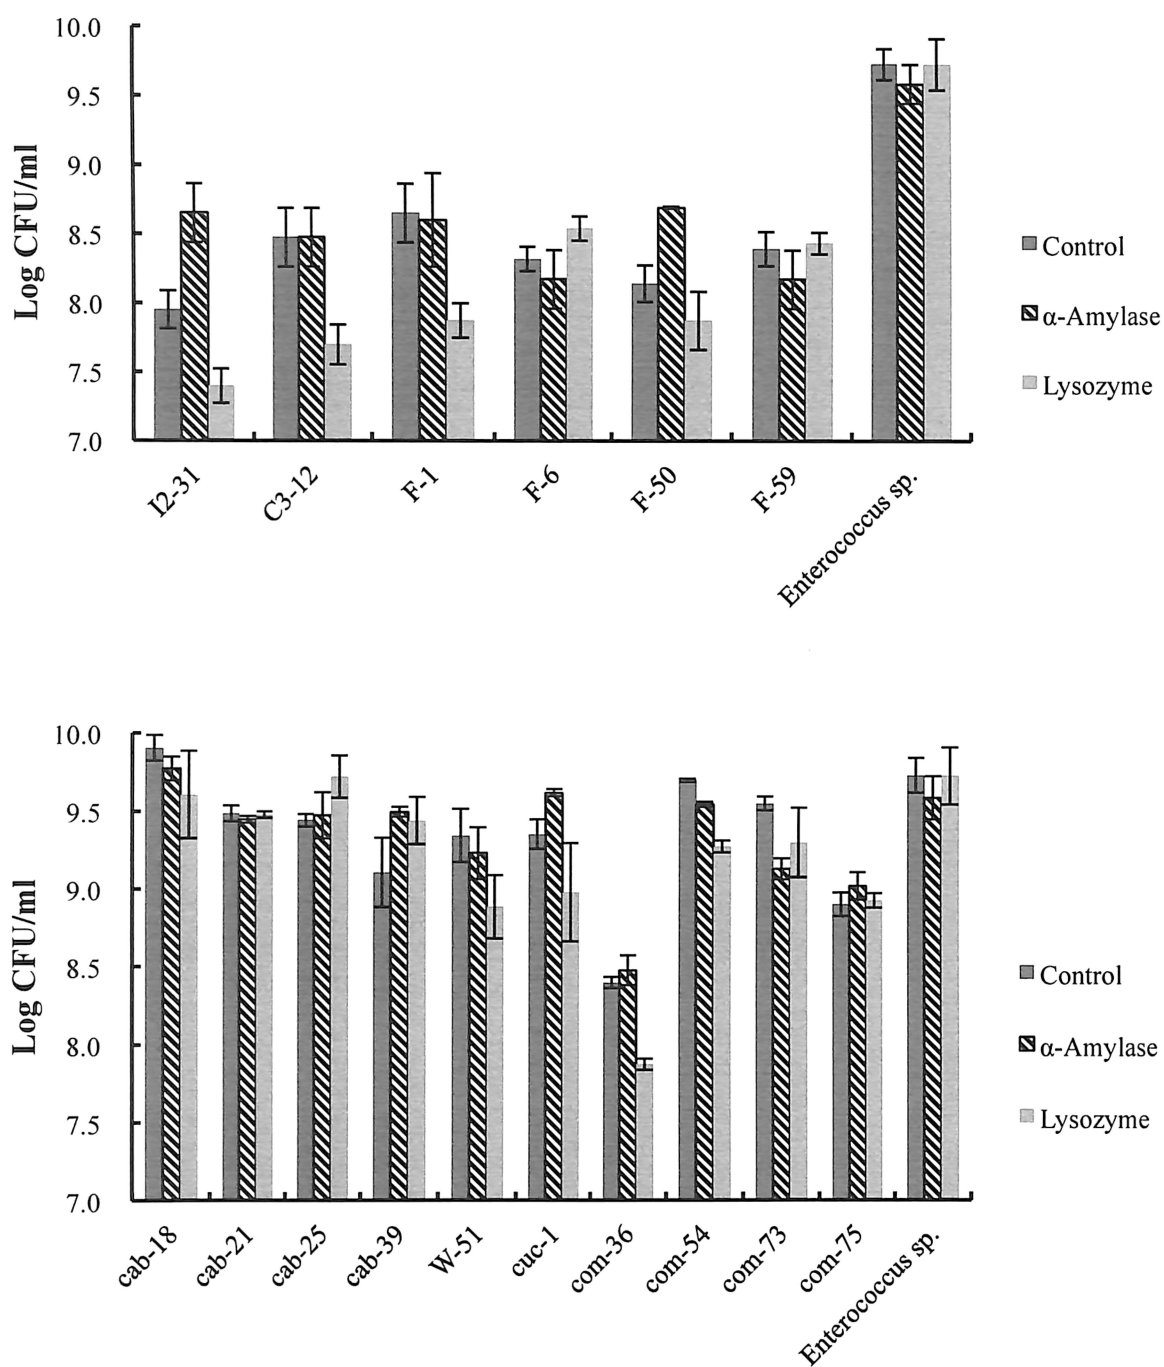 10.0
9.5
9.0
8.5
8.0
7.5
7.0
Log CFU/ml
I2-31
C3-12
F-1
F-6
F-50
F-59
Enterococcus sp.
Control
α-Amylase
Lysozyme
10.0
9.5
9.0
8.5
8.0
7.5
7.0
Log CFU/ml
cab-18
cab-21
cab-25
cab-39
W-51
cuc-1
com-36
com-54
com-73
com-75
Enterococcus sp.
Control
α-Amylase
Lysozyme